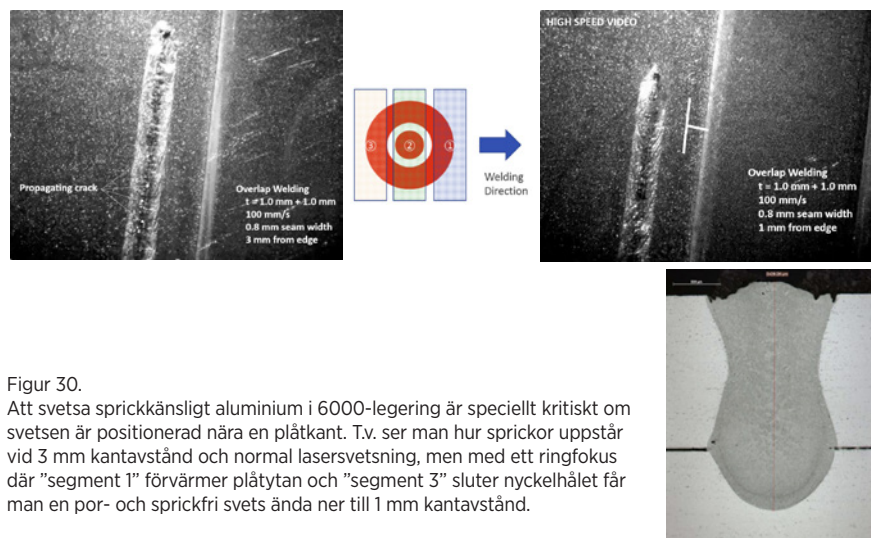 Propagating crack
Overlap Welding
t = 1.0 mm + 1.0 mm
100 mm/s
0.8 mm seam width
3 mm from edge
③
②
①
Welding
Direction
HIGH SPEED VIDEO
Overlap Welding
t = 1.0 mm + 1.0 mm
100 mm/s
0.8 mm seam width
1 mm from edge
Figur 30.
Att svetsa sprickkänsligt aluminium i 6000-legering är speciellt kritiskt om
svetsen är positionerad nära en plåtkant. T.v. ser man hur sprickor uppstår
vid 3 mm kantavstånd och normal lasersvetsning, men med ett ringfokus
där ”segment 1” förvärmer plåtytan och ”segment 3” sluter nyckelhålet får
man en por- och sprickfri svets ända ner till 1 mm kantavstånd.